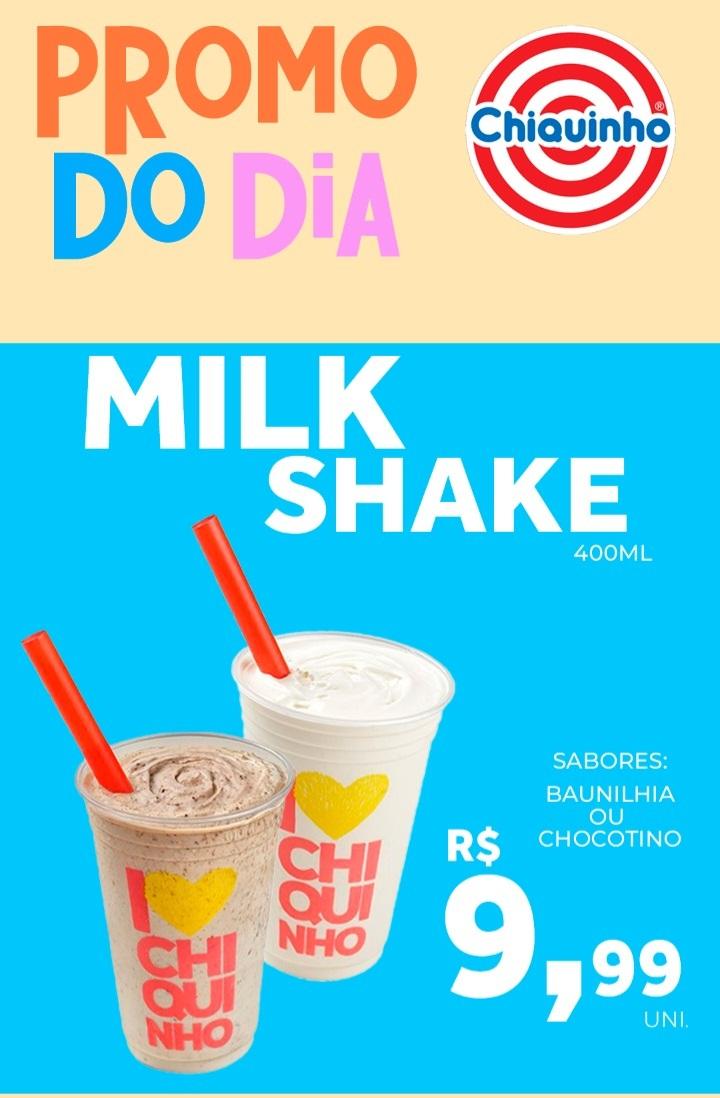 PROMO
DO DiA
Chiquinho®
MILK
SHAKE
400ML
SABORES:
BAUNILHIA
OU
CHOCOTINO
R$
9,99
UNI.
I
CHI
QUI
NHO
I
CHI
QUI
NHO